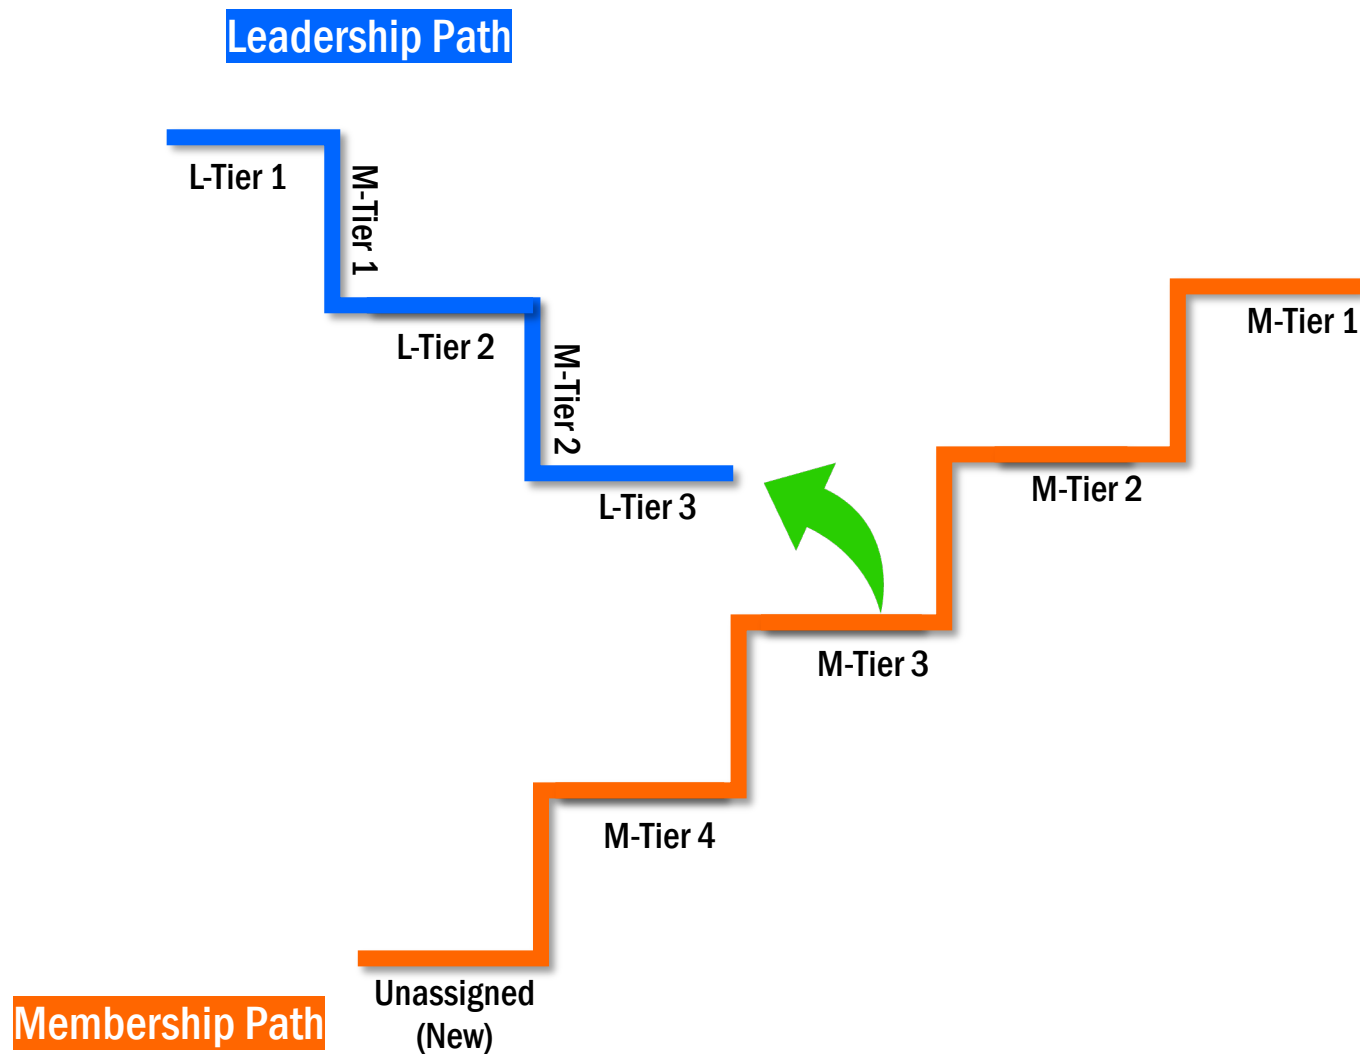 Leadership Path
L-Tier 1
M-Tier 1
L-Tier 2
M-Tier 2
L-Tier 3
M-Tier 1
M-Tier 2
M-Tier 3
M-Tier 4
Unassigned
(New)
Membership Path